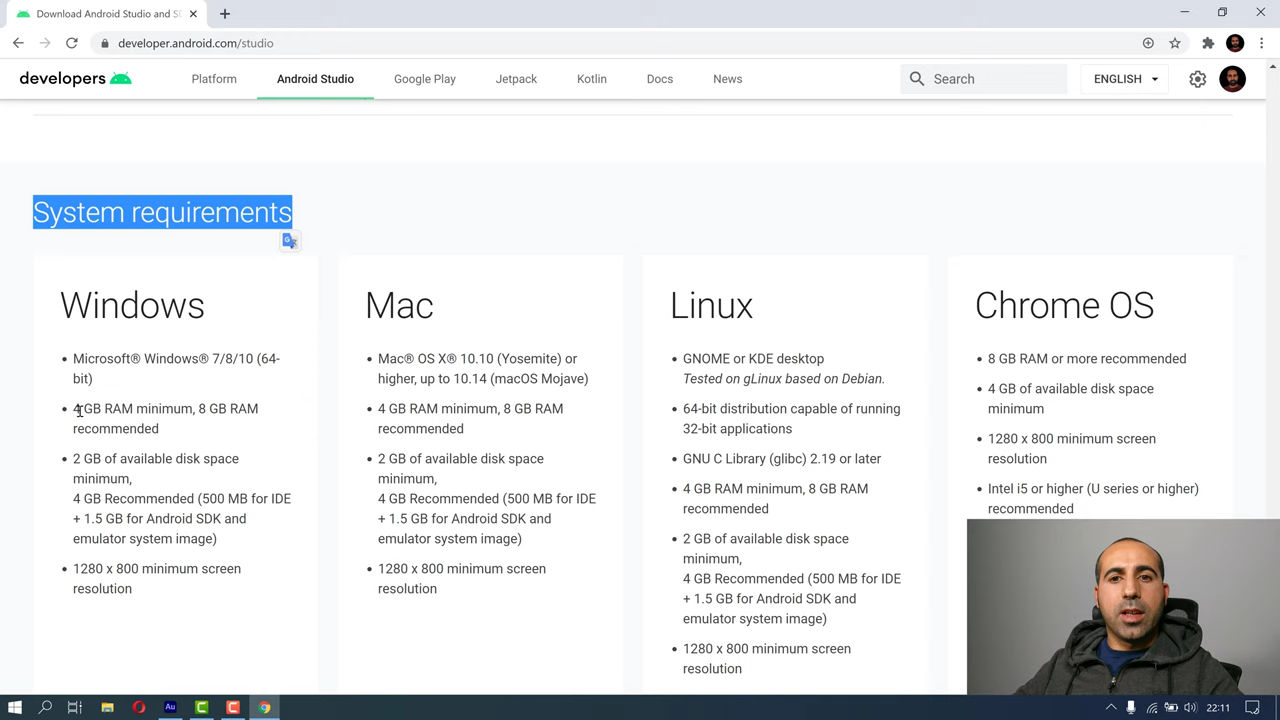 Download Android Studio and S
developer.android.com/studio
developers
Platform
Android Studio
Google Play
Jetpack
Kotlin
Docs
News
Search
ENGLISH
System requirements
Windows
• Microsoft® Windows® 7/8/10 (64-
bit)
• 4 GB RAM minimum, 8 GB RAM
recommended
• 2 GB of available disk space
minimum,
4 GB Recommended (500 MB for IDE
+ 1.5 GB for Android SDK and
emulator system image)
• 1280 x 800 minimum screen
resolution
Mac
• Mac® OS X® 10.10 (Yosemite) or
higher, up to 10.14 (macOS Mojave)
• 4 GB RAM minimum, 8 GB RAM
recommended
• 2 GB of available disk space
minimum,
4 GB Recommended (500 MB for IDE
+ 1.5 GB for Android SDK and
emulator system image)
• 1280 x 800 minimum screen
resolution
Linux
• GNOME or KDE desktop
Tested on gLinux based on Debian.
• 64-bit distribution capable of running
32-bit applications
• GNU C Library (glibc) 2.19 or later
• 4 GB RAM minimum, 8 GB RAM
recommended
• 2 GB of available disk space
minimum,
4 GB Recommended (500 MB for IDE
+ 1.5 GB for Android SDK and
emulator system image)
• 1280 x 800 minimum screen
resolution
Chrome OS
• 8 GB RAM or more recommended
• 4 GB of available disk space
minimum
• 1280 x 800 minimum screen
resolution
• Intel i5 or higher (U series or higher)
recommended
Au
22:11